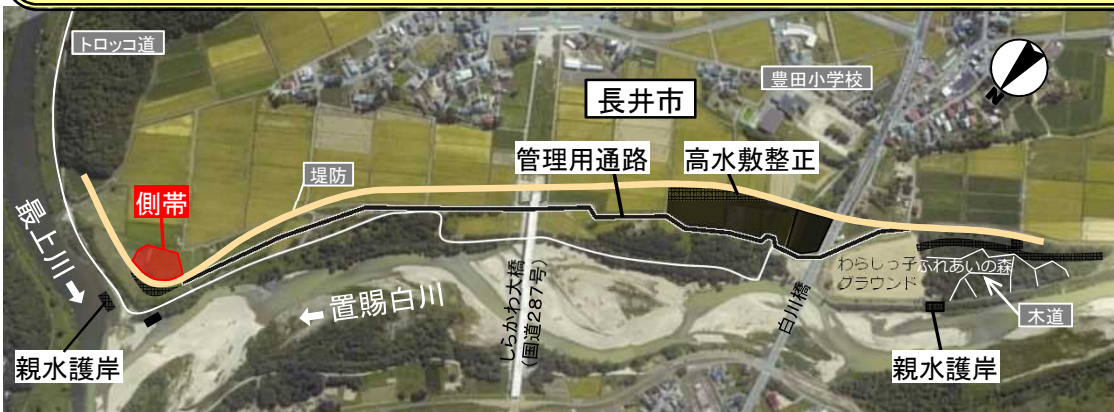 トロッコ道
豊田小学校
N
長井市
管理用通路
高水敷整正
堤防
側帯
最上川
わらしっ子
グラウンド
ふれあいの森
←置賜白川
しらかわ大橋
(国道287号)
白川橋
木道
親水護岸
親水護岸